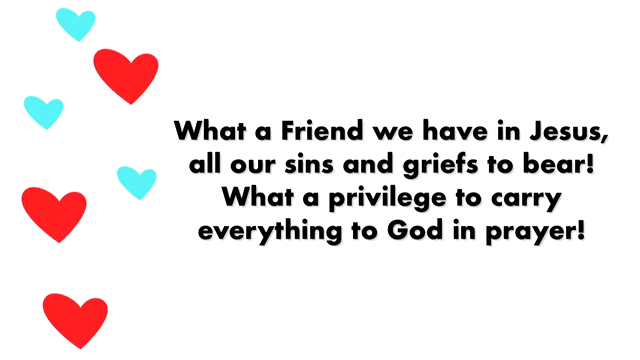 What a Friend we have in Jesus,
all our sins and griefs to bear!
What a privilege to carry
everything to God in prayer!